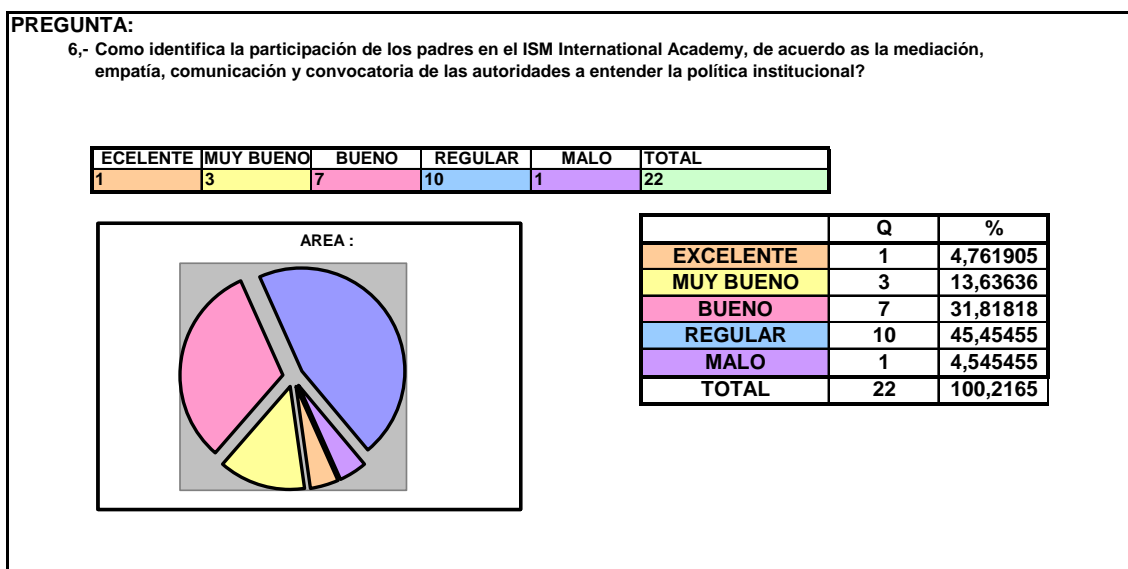 PREGUNTA:
6,- Como identifica la participación de los padres en el ISM International Academy, de acuerdo as la mediación,
empatía, comunicación y convocatoria de las autoridades a entender la política institucional?
ECELENTE MUY BUENO BUENO REGULAR MALO TOTAL
1 3 7 10 1 22
AREA :
Q %
EXCELENTE 1 4,761905
MUY BUENO 3 13,63636
BUENO 7 31,81818
REGULAR 10 45,45455
MALO 1 4,545455
TOTAL 22 100,2165